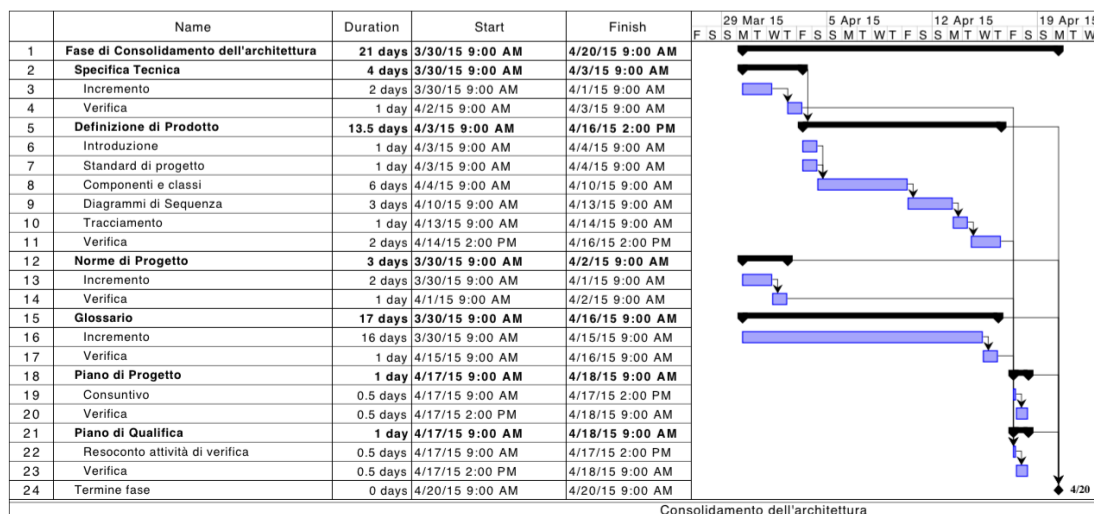 Name Duration Start Finish 29 Mar 15 5 Apr 15 12 Apr 15 19 Apr 15
F S S M T W T F S S M T W T F S S M T W T F S S M T W
1 Fase di Consolidamento dell'architettura 21 days 3/30/15 9:00 AM 4/20/15 9:00 AM
2 Specifica Tecnica 4 days 3/30/15 9:00 AM 4/3/15 9:00 AM
3 Incremento 2 days 3/30/15 9:00 AM 4/1/15 9:00 AM
4 Verifica 1 day 4/2/15 9:00 AM 4/3/15 9:00 AM
5 Definizione di Prodotto 13.5 days 4/3/15 9:00 AM 4/16/15 2:00 PM
6 Introduzione 1 day 4/3/15 9:00 AM 4/4/15 9:00 AM
7 Standard di progetto 1 day 4/3/15 9:00 AM 4/4/15 9:00 AM
8 Componenti e classi 6 days 4/4/15 9:00 AM 4/10/15 9:00 AM
9 Diagrammi di Sequenza 3 days 4/10/15 9:00 AM 4/13/15 9:00 AM
10 Tracciamento 1 day 4/13/15 9:00 AM 4/14/15 9:00 AM
11 Verifica 2 days 4/14/15 2:00 PM 4/16/15 2:00 PM
12 Norme di Progetto 3 days 3/30/15 9:00 AM 4/2/15 9:00 AM
13 Incremento 2 days 3/30/15 9:00 AM 4/1/15 9:00 AM
14 Verifica 1 day 4/1/15 9:00 AM 4/2/15 9:00 AM
15 Glossario 17 days 3/30/15 9:00 AM 4/16/15 9:00 AM
16 Incremento 16 days 3/30/15 9:00 AM 4/15/15 9:00 AM
17 Verifica 1 day 4/15/15 9:00 AM 4/16/15 9:00 AM
18 Piano di Progetto 1 day 4/17/15 9:00 AM 4/18/15 9:00 AM
19 Consuntivo 0.5 days 4/17/15 9:00 AM 4/17/15 2:00 PM
20 Verifica 0.5 days 4/17/15 2:00 PM 4/18/15 9:00 AM
21 Piano di Qualifica 1 day 4/17/15 9:00 AM 4/18/15 9:00 AM
22 Resoconto attività di verifica 0.5 days 4/17/15 9:00 AM 4/17/15 2:00 PM
23 Verifica 0.5 days 4/17/15 2:00 PM 4/18/15 9:00 AM
24 Termine fase 0 days 4/20/15 9:00 AM 4/20/15 9:00 AM 4/20
Consolidamento dell'architettura